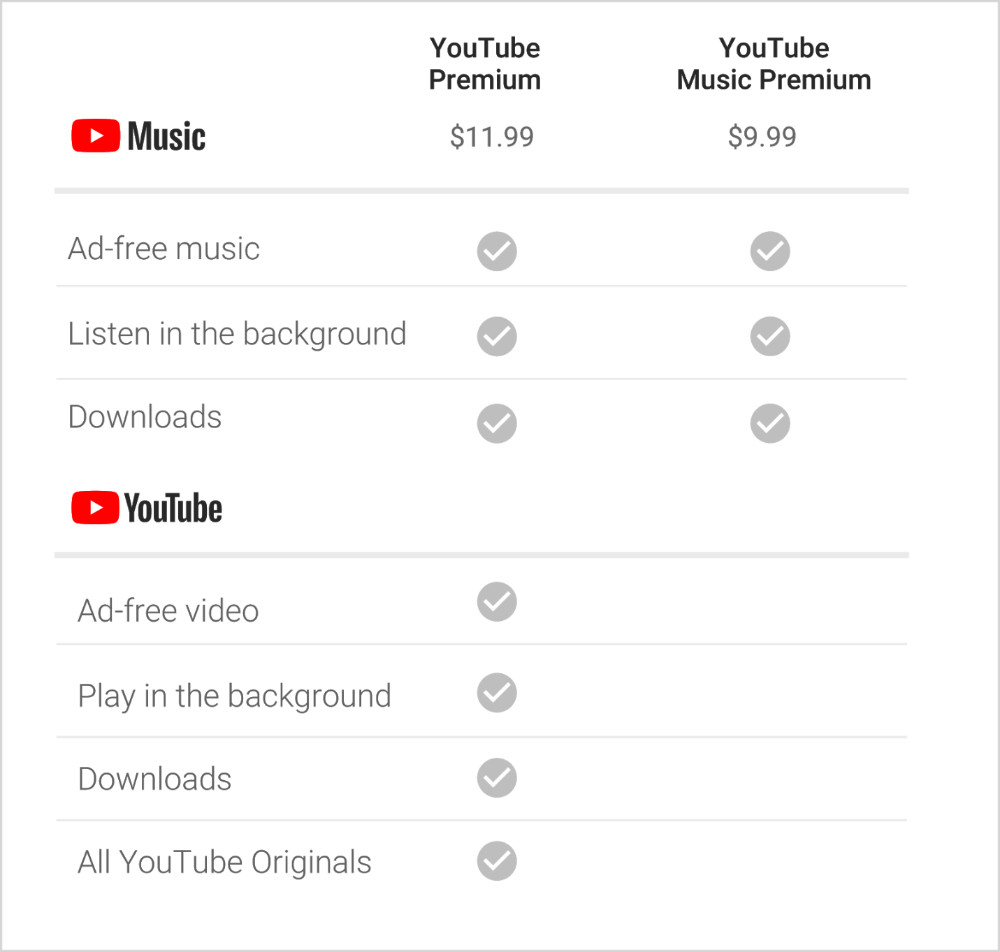 YouTube
Premium
YouTube
Music Premium
Music
$11.99
$9.99
Ad-free music
Listen in the background
Downloads
YouTube
Ad-free video
Play in the background
Downloads
All YouTube Originals